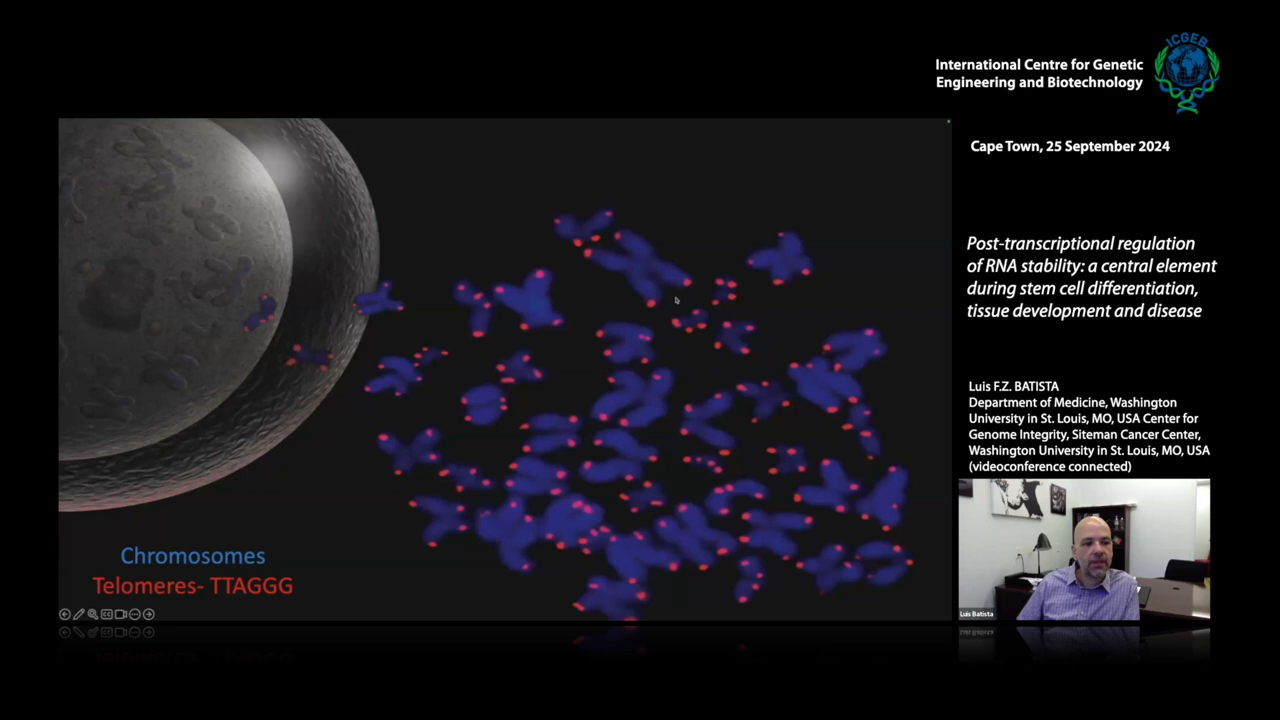 ICGEB
International Centre for Genetic
Engineering and Biotechnology
Cape Town, 25 September 2024
Post-transcriptional regulation
of RNA stability: a central element
during stem cell differentiation,
tissue development and disease
Luis F.Z. BATISTA
Department of Medicine, Washington
University in St. Louis, MO, USA Center for
Genome Integrity, Siteman Cancer Center,
Washington University in St. Louis, MO, USA
(videoconference connected)
Luis Batista
Chromosomes
Telomeres- TTAGGG